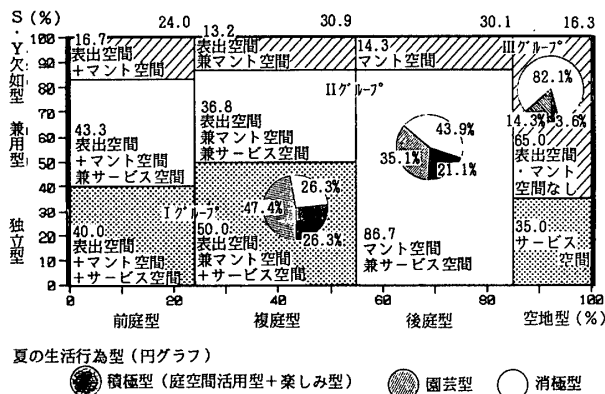 S (%)
24.0 30.9 30.1 16.3
S・Y欠如型
兼用型
独立型
100
90
80
70
60
50
40
30
20
10
0
16.7
表出空間
+マント空間
13.2
表出空間
兼マント空間
14.3
マント空間
IIIグループ
82.1%
14.3%
3.6%
65.0
表出空間
・マント
空間なし
43.3
表出空間
+マント空間
兼サービス空間
36.8
表出空間
兼マント空間
兼サービス空間
IIグループ
43.9%
35.1%
21.1%
Iグループ
47.4%
26.3%
26.3%
40.0
表出空間
+マント空間
+サービス空間
50.0
表出空間
兼マント空間
+サービス空間
86.7
マント空間
兼サービス空間
35.0
サービス
空間
0 20 40 60 80 100
前庭型 複庭型 後庭型 空地型(%)
夏の生活行為型(円グラフ)
積極型(庭空間活用型+楽しみ型) 園芸型 消極型